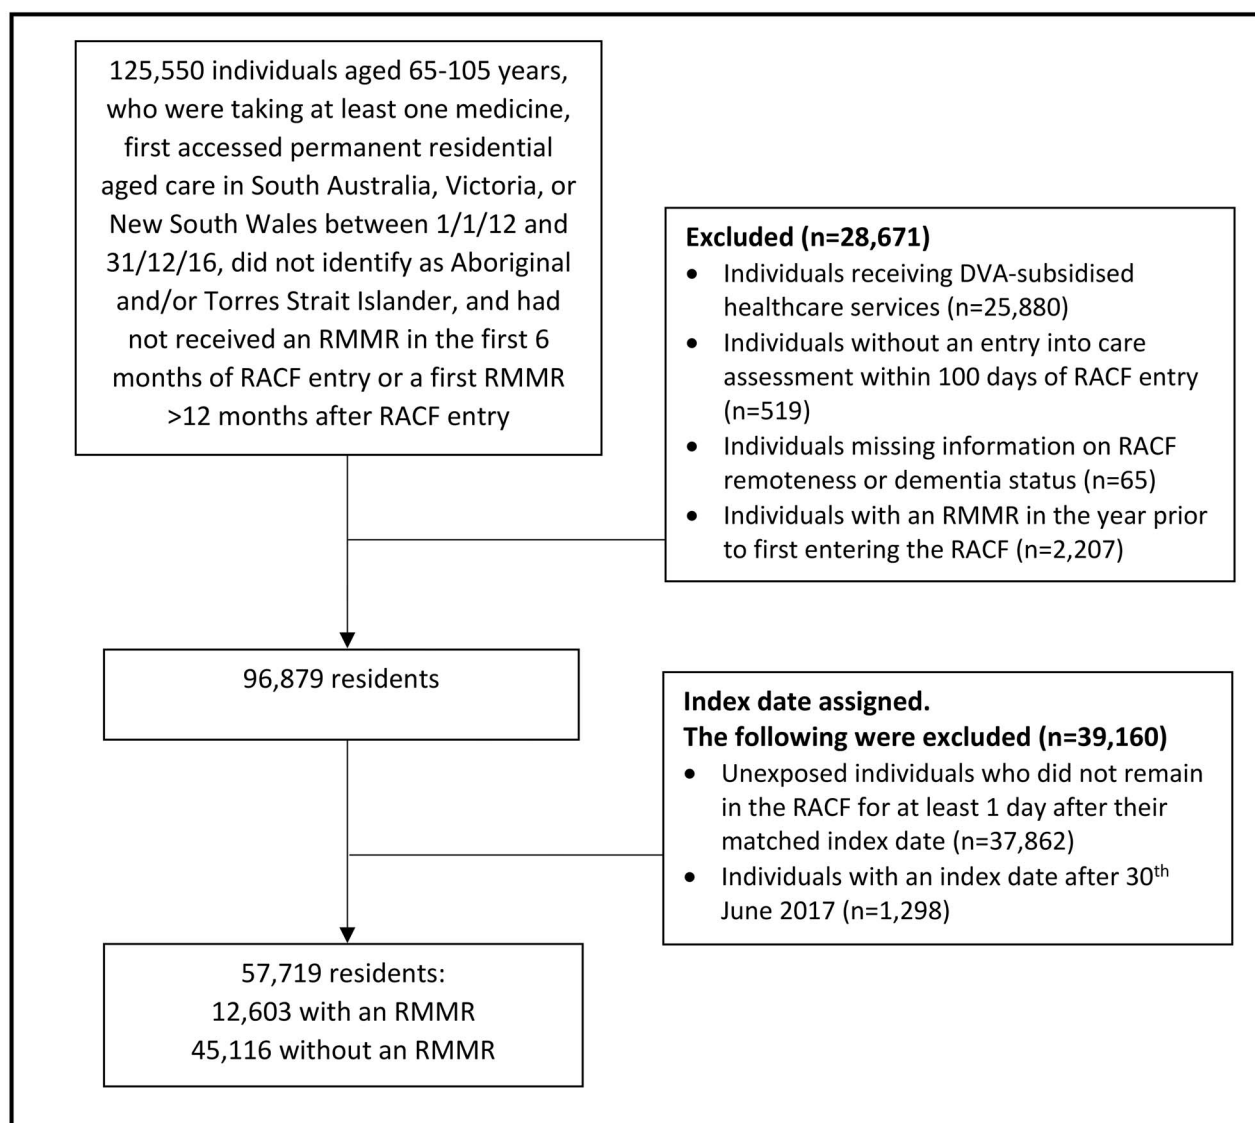 125,550 individuals aged 65-105 years,
who were taking at least one medicine,
first accessed permanent residential
aged care in South Australia, Victoria, or
New South Wales between 1/1/12 and
31/12/16, did not identify as Aboriginal
and/or Torres Strait Islander, and had
not received an RMMR in the first 6
months of RACF entry or a first RMMR
>12 months after RACF entry
Excluded (n=28,671)
• Individuals receiving DVA-subsidised
healthcare services (n=25,880)
• Individuals without an entry into care
assessment within 100 days of RACF entry
(n=519)
• Individuals missing information on RACF
remoteness or dementia status (n=65)
• Individuals with an RMMR in the year prior
to first entering the RACF (n=2,207)
96,879 residents
Index date assigned.
The following were excluded (n=39,160)
• Unexposed individuals who did not remain
in the RACF for at least 1 day after their
matched index date (n=37,862)
• Individuals with an index date after 30th
June 2017 (n=1,298)
57,719 residents:
12,603 with an RMMR
45,116 without an RMMR